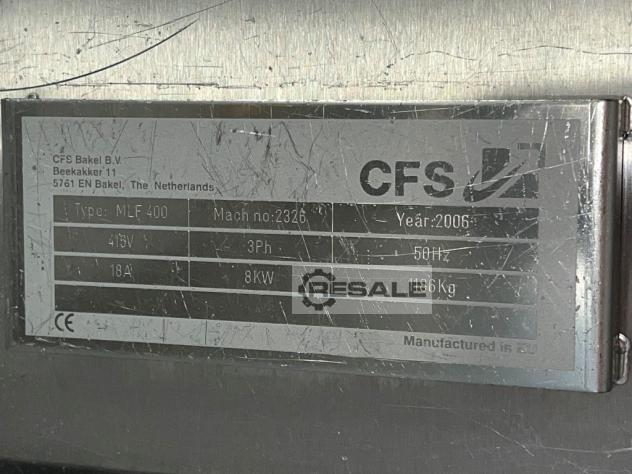 CFS Bakel B.V.
Beekakker 11
5761 EN Bakel, The Netherlands
CFS
Type: MLF 400 Mach no:2326 Year:2006
3Ph 50Hz
18A 8KW Kg
RESALE
CE
Manufactured in EU